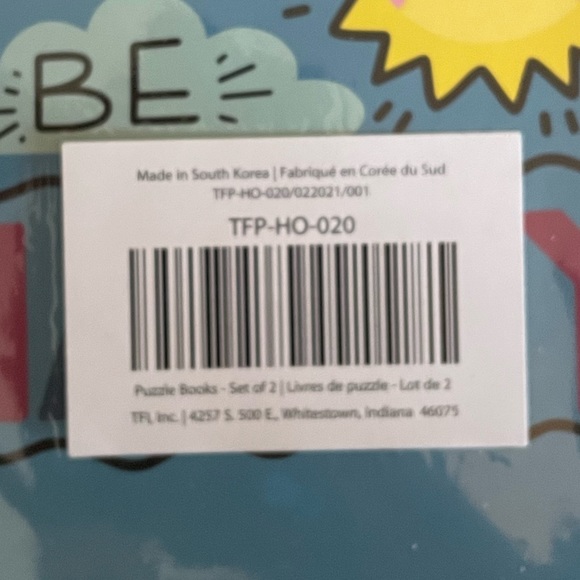 BE
Made in South Korea | Fabriqué en Corée du Sud
TFP-HO-020/022021/001
TFP-HO-020
Puzzle Books - Set of 2 | Livres de puzzle - Lot de 2
TFI, Inc. | 4257 S. 500 E., Whitestown, Indiana 46075